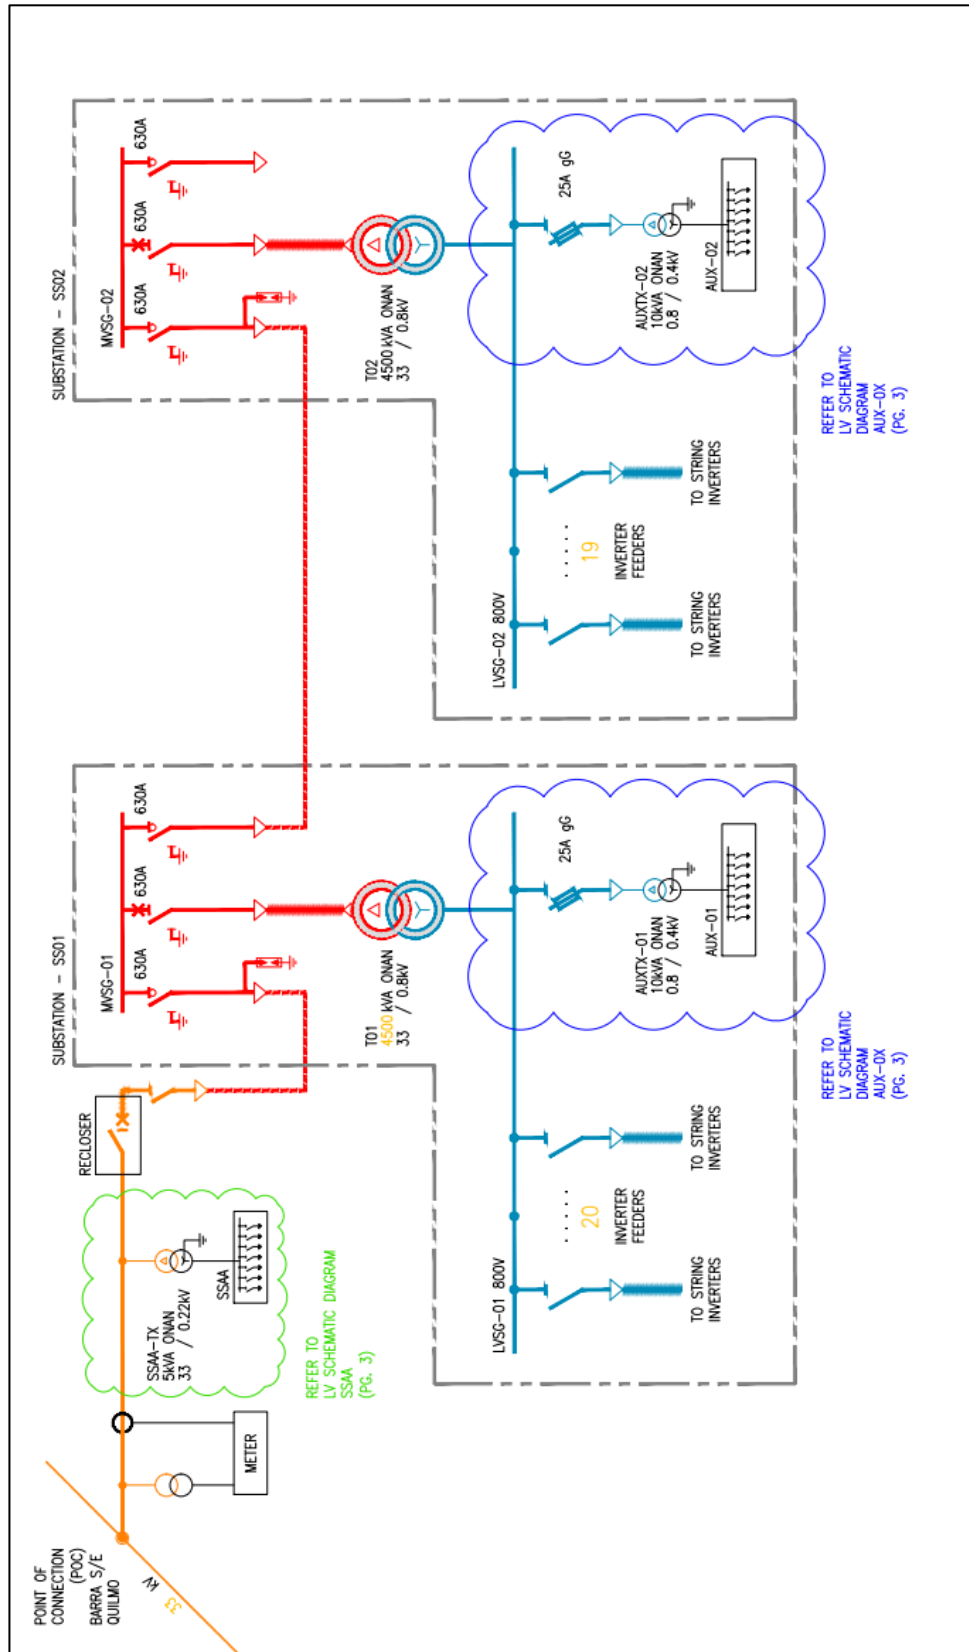 POINT OF
CONNECTION
(POC)
BARRA S/E
QUILMO
33 kV
METER
SSAA-TX
5kVA ONAN
33 / 0.22kV
SSAA
REFER TO
LV SCHEMATIC DIAGRAM
SSAA
(PG. 3)
RECLOSER
SUBSTATION - SS01
MVSG-01
630A
630A
630A
T01
4500 kVA ONAN
33 / 0.8kV
LVSG-01 800V
TO STRING
INVERTERS
.....
20
INVERTER
FEEDERS
TO STRING
INVERTERS
25A gG
AUXTX-01
10kVA ONAN
0.8 / 0.4kV
AUX-01
REFER TO
LV SCHEMATIC
DIAGRAM
AUX-0X
(PG. 3)
SUBSTATION - SS02
MVSG-02
630A
630A
630A
T02
4500 kVA ONAN
33 / 0.8kV
LVSG-02 800V
TO STRING
INVERTERS
.....
19
INVERTER
FEEDERS
TO STRING
INVERTERS
25A gG
AUXTX-02
10kVA ONAN
0.8 / 0.4kV
AUX-02
REFER TO
LV SCHEMATIC
DIAGRAM
AUX-0X
(PG. 3)